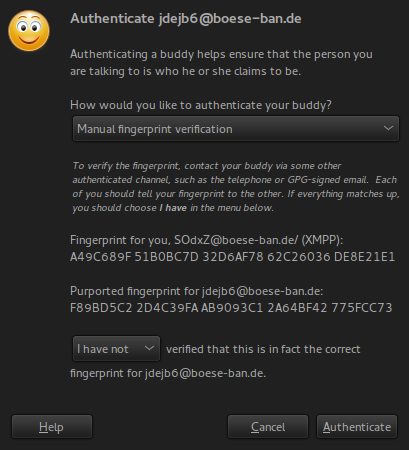 Authenticate jdejb6@boese-ban.de
Authenticating a buddy helps ensure that the person you
are talking to is who he or she claims to be.
How would you like to authenticate your buddy?
Manual fingerprint verification
To verify the fingerprint, contact your buddy via some other
authenticated channel, such as the telephone or GPG-signed email.  Each
of you should tell your fingerprint to the other. If everything matches up,
you should choose I have in the menu below.
Fingerprint for you, SOdxZ@boese-ban.de/ (XMPP):
A49C689F 51B0BC7D 32D6AF78 62C26036 DE8E21E1
Purported fingerprint for jdejb6@boese-ban.de:
F89BD5C2 2D4C39FA AB9093C1 2A64BF42 775FCC73
I have not verified that this is in fact the correct
fingerprint for jdejb6@boese-ban.de.
Help Cancel Authenticate